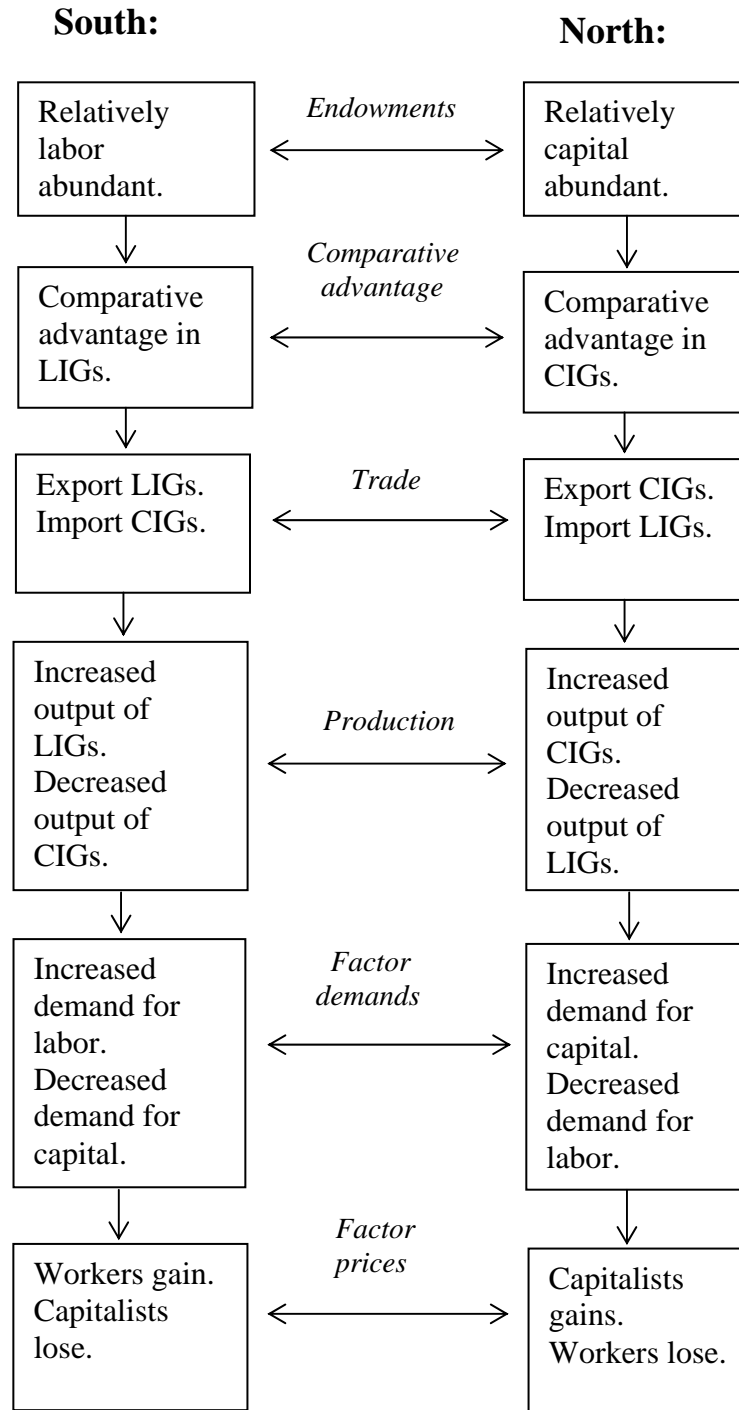 South:
North:
Relatively
labor
abundant.
Endowments
Relatively
capital
abundant.
Comparative
advantage in
LIGs.
Comparative
advantage
Comparative
advantage in
CIGs.
Export LIGs.
Import CIGs.
Trade
Export CIGs.
Import LIGs.
Increased
output of
LIGs.
Decreased
output of
CIGs.
Production
Increased
output of
CIGs.
Decreased
output of
LIGs.
Increased
demand for
labor.
Decreased
demand for
capital.
Factor
demands
Increased
demand for
capital.
Decreased
demand for
labor.
Workers gain.
Capitalists
lose.
Factor
prices
Capitalists
gains.
Workers lose.